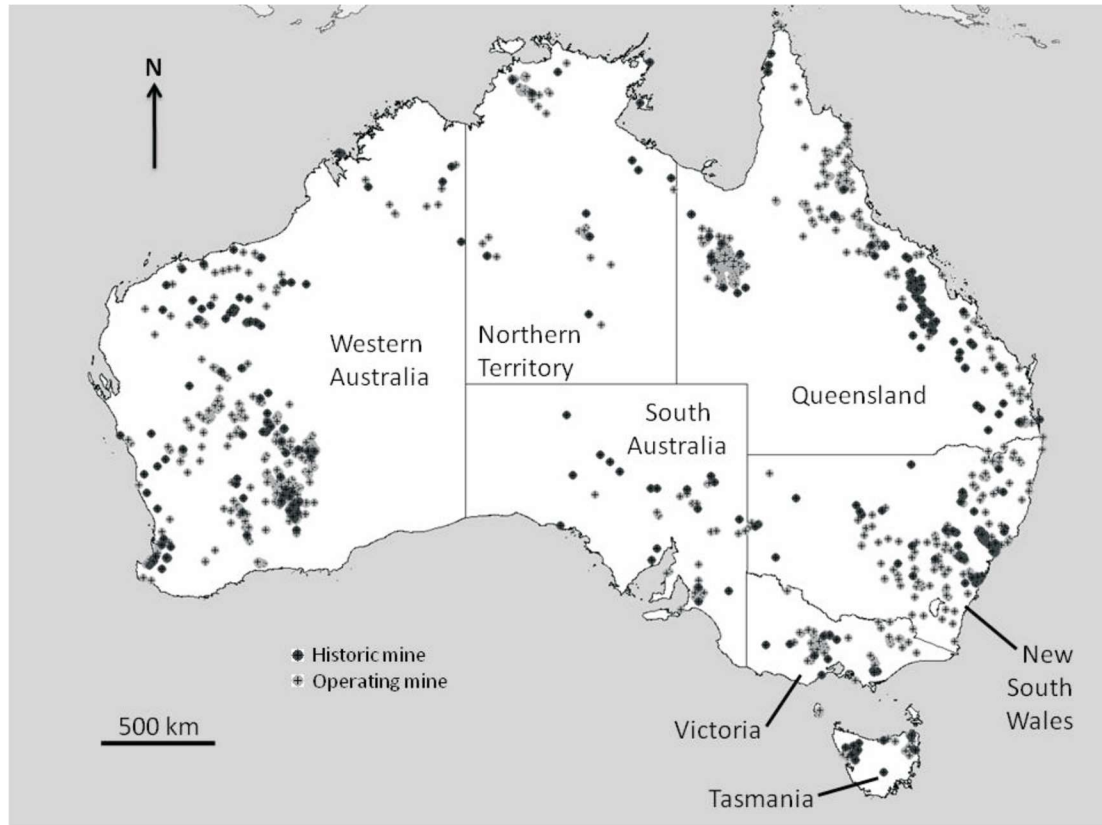 N
Western
Australia
Northern
Territory
South
Australia
Queensland
Historic mine
Operating mine
500 km
New
South
Wales
Victoria
Tasmania